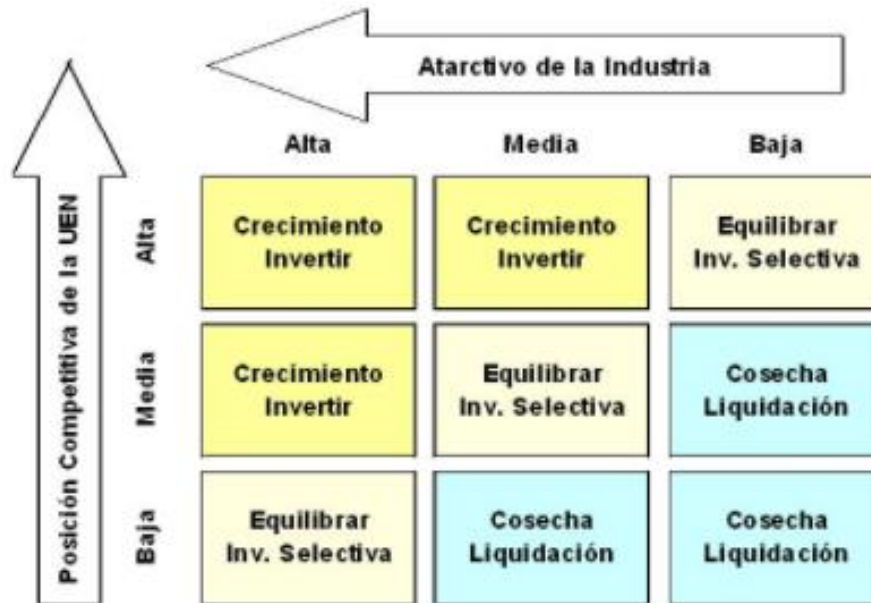 Atarctivo de la Industria
Alta Media Baja
Posición Competitiva de la UEN
Alta
Crecimiento
Invertir
Crecimiento
Invertir
Equilibrar
Inv. Selectiva
Media
Crecimiento
Invertir
Equilibrar
Inv. Selectiva
Cosecha
Liquidación
Baja
Equilibrar
Inv. Selectiva
Cosecha
Liquidación
Cosecha
Liquidación